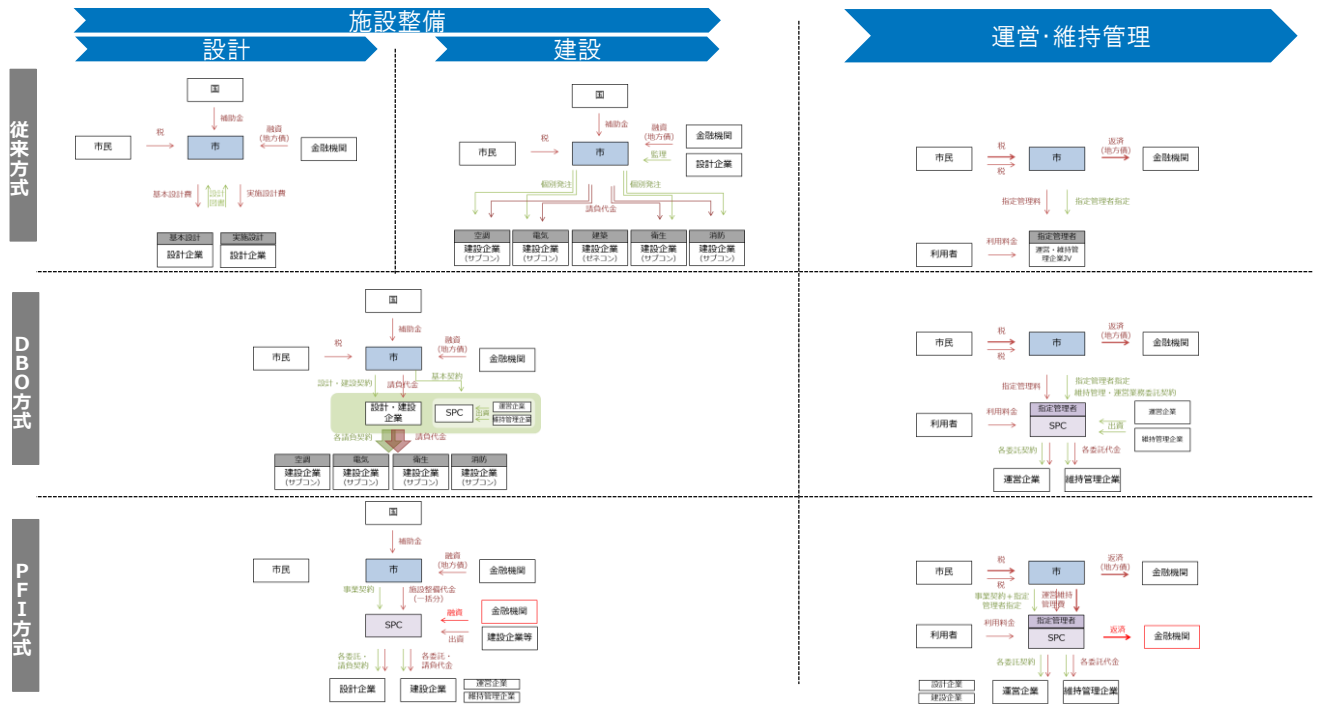 施設整備
設計
建設
運営・維持管理
従来方式
国
補助金
市民
税
市
融資
(地方債)
金融機関
基本設計費
設計
図書
実施設計費
基本設計
設計企業
実施設計
設計企業
国
補助金
市民
税
市
融資
(地方債)
金融機関
監理
設計企業
個別発注
個別発注
請負代金
空調
建設企業
(サブコン)
電気
建設企業
(サブコン)
建築
建設企業
(ゼネコン)
衛生
建設企業
(サブコン)
消防
建設企業
(サブコン)
市民
税
税
市
返済
(地方債)
金融機関
指定管理料
指定管理者指定
利用者
利用料金
指定管理者
運営・維持管
理企業JV
DBO方式
国
補助金
市民
税
市
融資
(地方債)
金融機関
設計・建設契約
請負代金
基本契約
設計・建設
企業
SPC
出資
運営企業
維持管理企業
各請負契約
請負代金
空調
建設企業
(サブコン)
電気
建設企業
(サブコン)
衛生
建設企業
(サブコン)
消防
建設企業
(サブコン)
市民
税
税
市
返済
(地方債)
金融機関
指定管理料
指定管理者指定
維持管理・運営業務委託契約
利用者
利用料金
指定管理者
SPC
出資
運営企業
維持管理企業
各委託契約
各委託代金
運営企業
維持管理企業
PFI方式
国
補助金
市民
市
融資
(地方債)
金融機関
事業契約
施設整備代金
(一括分)
SPC
融資
金融機関
出資
建設企業等
各委託・
請負契約
各委託・
請負代金
設計企業
建設企業
運営企業
維持管理企業
市民
税
税
市
返済
(地方債)
金融機関
事業契約+指定
管理者指定
運営維持
管理費
利用者
利用料金
指定管理者
SPC
返済
金融機関
各委託契約
各委託代金
設計企業
建設企業
運営企業
維持管理企業